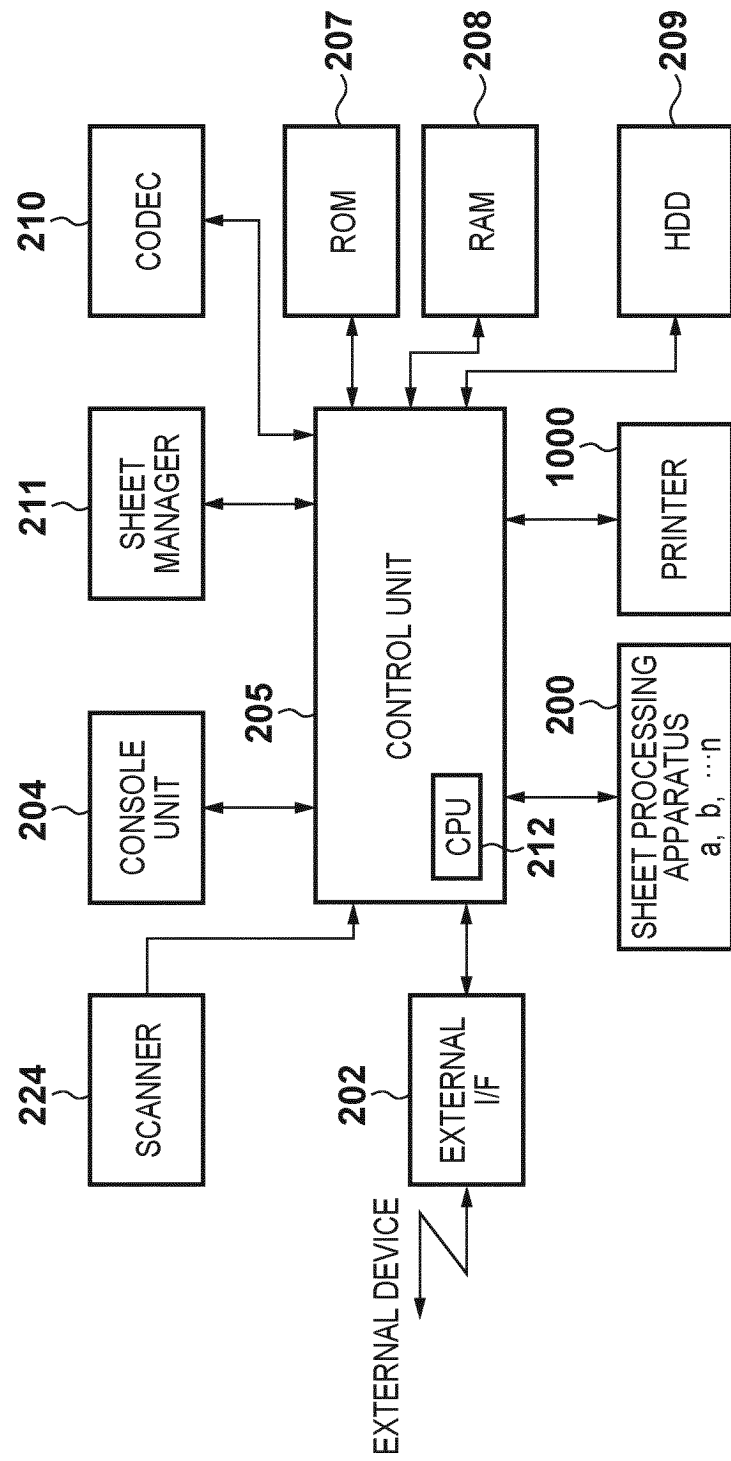 224
SCANNER
204
CONSOLE
UNIT
211
SHEET
MANAGER
210
CODEC
205
CONTROL UNIT
CPU
212
207
ROM
208
RAM
209
HDD
EXTERNAL DEVICE
202
EXTERNAL
I/F
200
SHEET PROCESSING
APPARATUS
a, b, ···n
1000
PRINTER